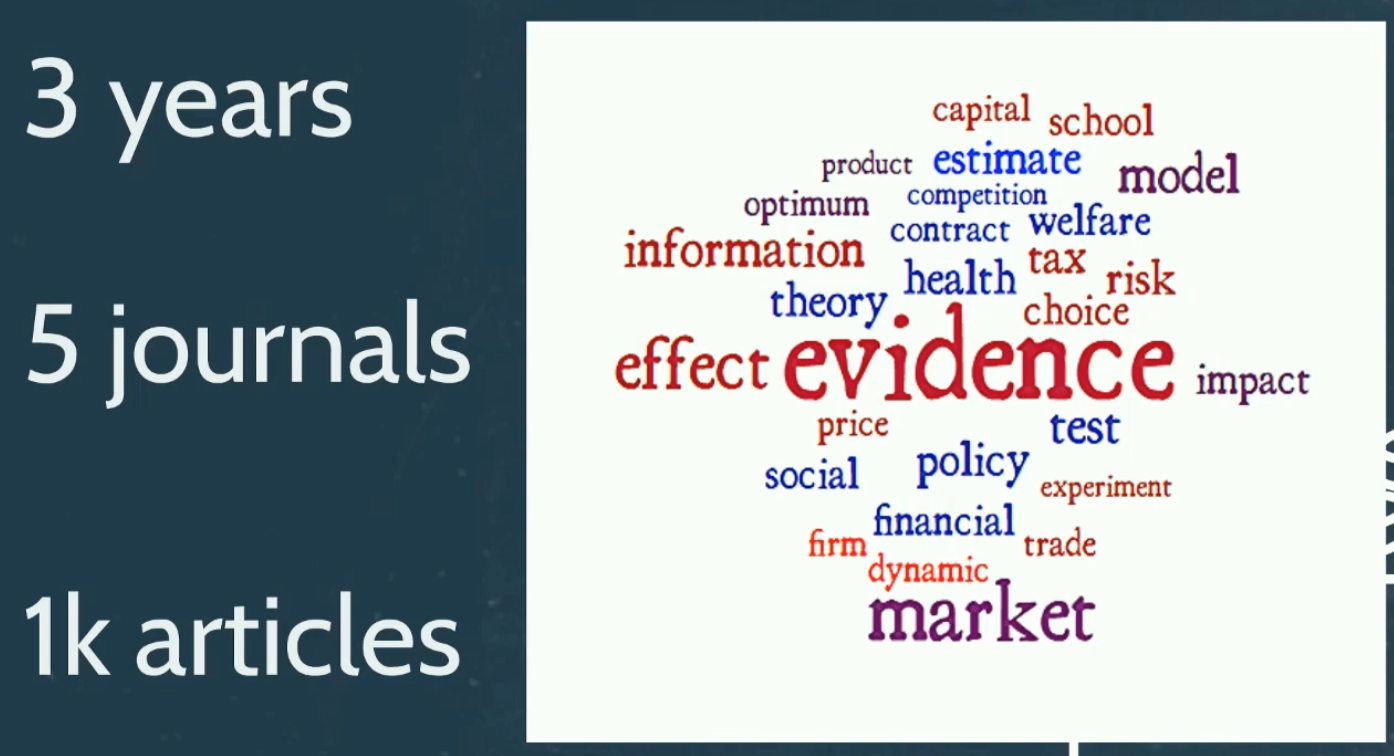 3 years
5 journals
1k articles
capital school
product estimate model
optimum competition
contract welfare
information health tax risk
theory choice
effect evidence impact
price test
social policy experiment
financial
firm trade
dynamic
market